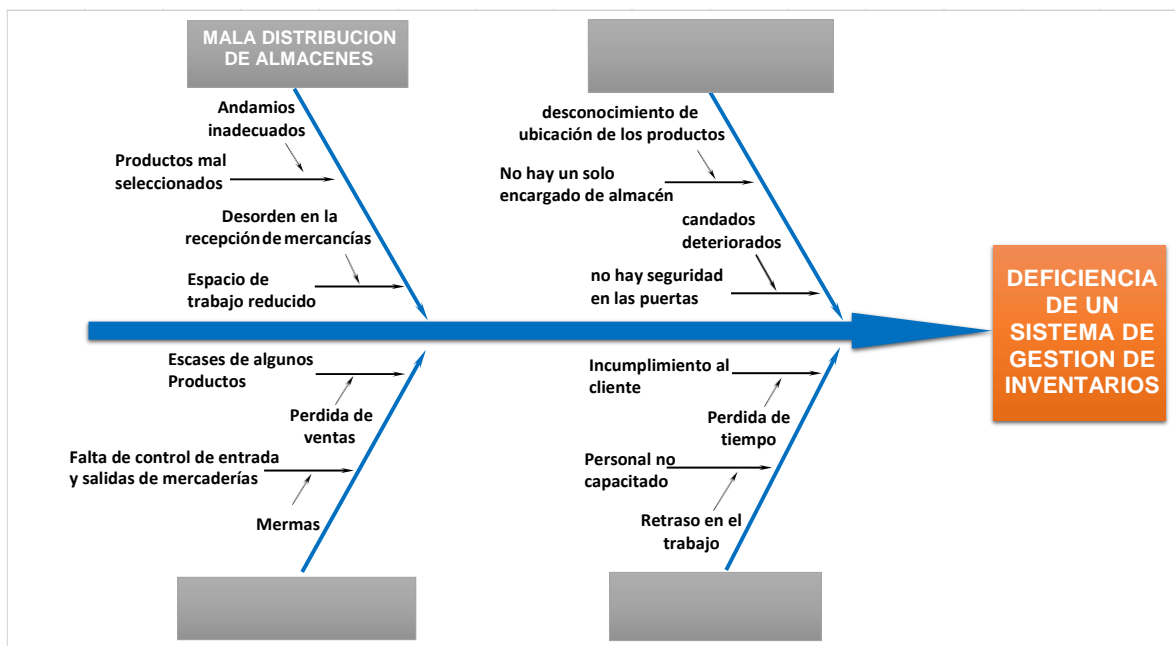 MALA DISTRIBUCION
DE ALMACENES
Andamios
inadecuados
Productos mal
seleccionados
Desorden en la
recepción de mercancías
Espacio de
trabajo reducido
desconocimiento de
ubicación de los productos
No hay un solo
encargado de almacén
candados
deteriorados
no hay seguridad
en las puertas
DEFICIENCIA
DE UN
SISTEMA DE
GESTION DE
INVENTARIOS
Escases de algunos
Productos
Perdida de
ventas
Falta de control de entrada
y salidas de mercaderías
Mermas
Incumplimiento al
cliente
Perdida de
tiempo
Personal no
capacitado
Retraso en el
trabajo